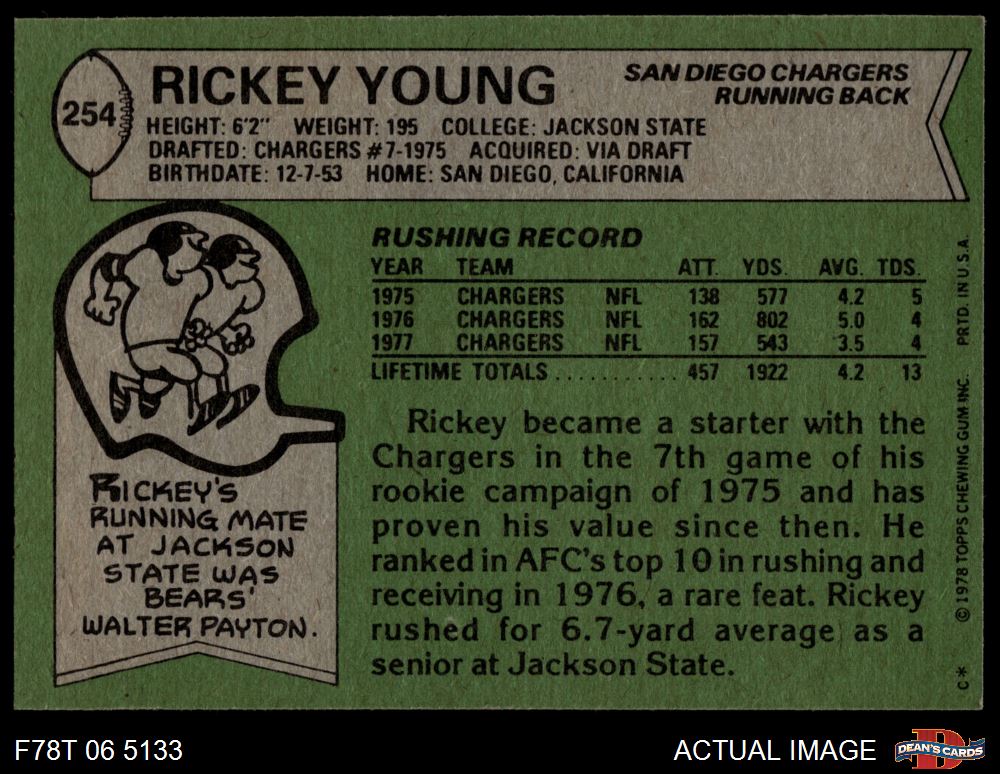 254
RICKEY YOUNG
SAN DIEGO CHARGERS
RUNNING BACK
HEIGHT: 6'2" WEIGHT: 195 COLLEGE: JACKSON STATE
DRAFTED: CHARGERS #7-1975 ACQUIRED: VIA DRAFT
BIRTHDATE: 12-7-53 HOME: SAN DIEGO, CALIFORNIA
RUSHING RECORD
YEAR TEAM ATT. YDS. AVG. TDS.
1975 CHARGERS NFL 138 577 4.2 5
1976 CHARGERS NFL 162 802 5.0 4
1977 CHARGERS NFL 157 543 3.5 4
LIFETIME TOTALS............ 457 1922 4.2 13
Rickey became a starter with the
Chargers in the 7th game of his
rookie campaign of 1975 and has
proven his value since then. He
ranked in AFC's top 10 in rushing and
receiving in 1976, a rare feat. Rickey
rushed for 6.7-yard average as a
senior at Jackson State.
RICKEY'S
RUNNING MATE
AT JACKSON
STATE WAS
BEARS'
WALTER PAYTON.
C* © 1978 TOPPS CHEWING GUM INC. PRTD. IN U.S.A.
F78T 06 5133
ACTUAL IMAGE
D
DEAN'S CARDS